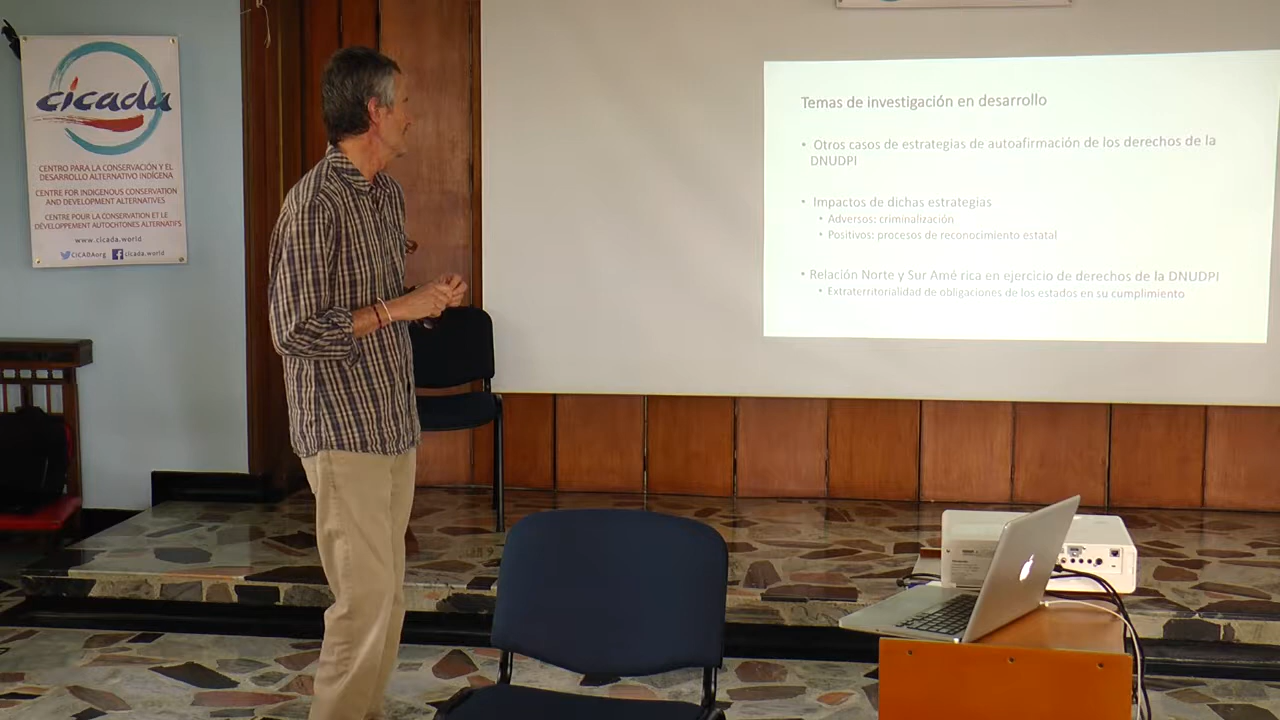 cicada
CENTRO PARA LA CONSERVACIÓN Y EL
DESARROLLO ALTERNATIVO INDÍGENA
CENTRE FOR INDIGENOUS CONSERVATION
AND DEVELOPMENT ALTERNATIVES
CENTRE POUR LA CONSERVATION ET LE
DÉVELOPPEMENT AUTOCHTONES ALTERNATIFS
www.cicada.world
CICADAorg cicada.world
Temas de investigación en desarrollo
• Otros casos de estrategias de autoafirmación de los derechos de la
DNUDPI
• Impactos de dichas estrategias
• Adversos: criminalización
• Positivos: procesos de reconocimiento estatal
• Relación Norte y Sur Amé rica en ejercicio de derechos de la DNUDPI
• Extraterritorialidad de obligaciones de los estados en su cumplimiento